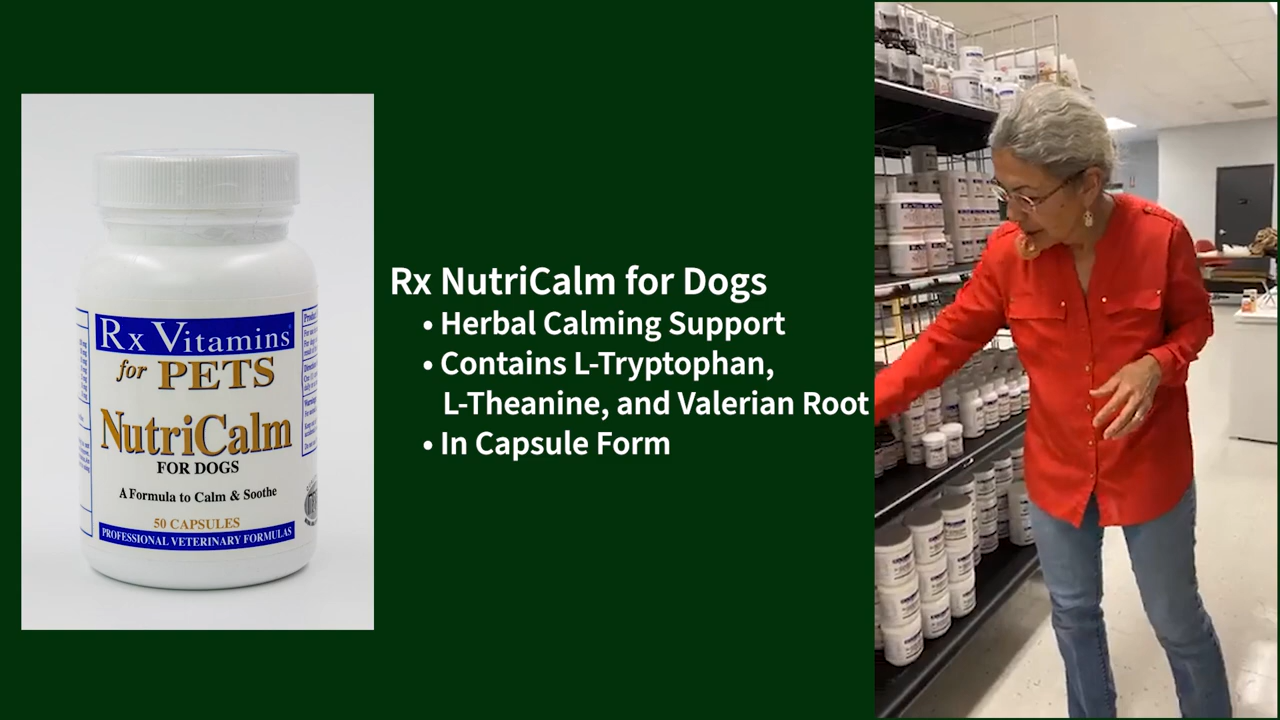 Rx Vitamins
for PETS
NutriCalm
FOR DOGS
A Formula to Calm & Soothe
50 CAPSULES
PROFESSIONAL VETERINARY FORMULAS
Rx NutriCalm for Dogs
• Herbal Calming Support
• Contains L-Tryptophan,
L-Theanine, and Valerian Root
• In Capsule Form